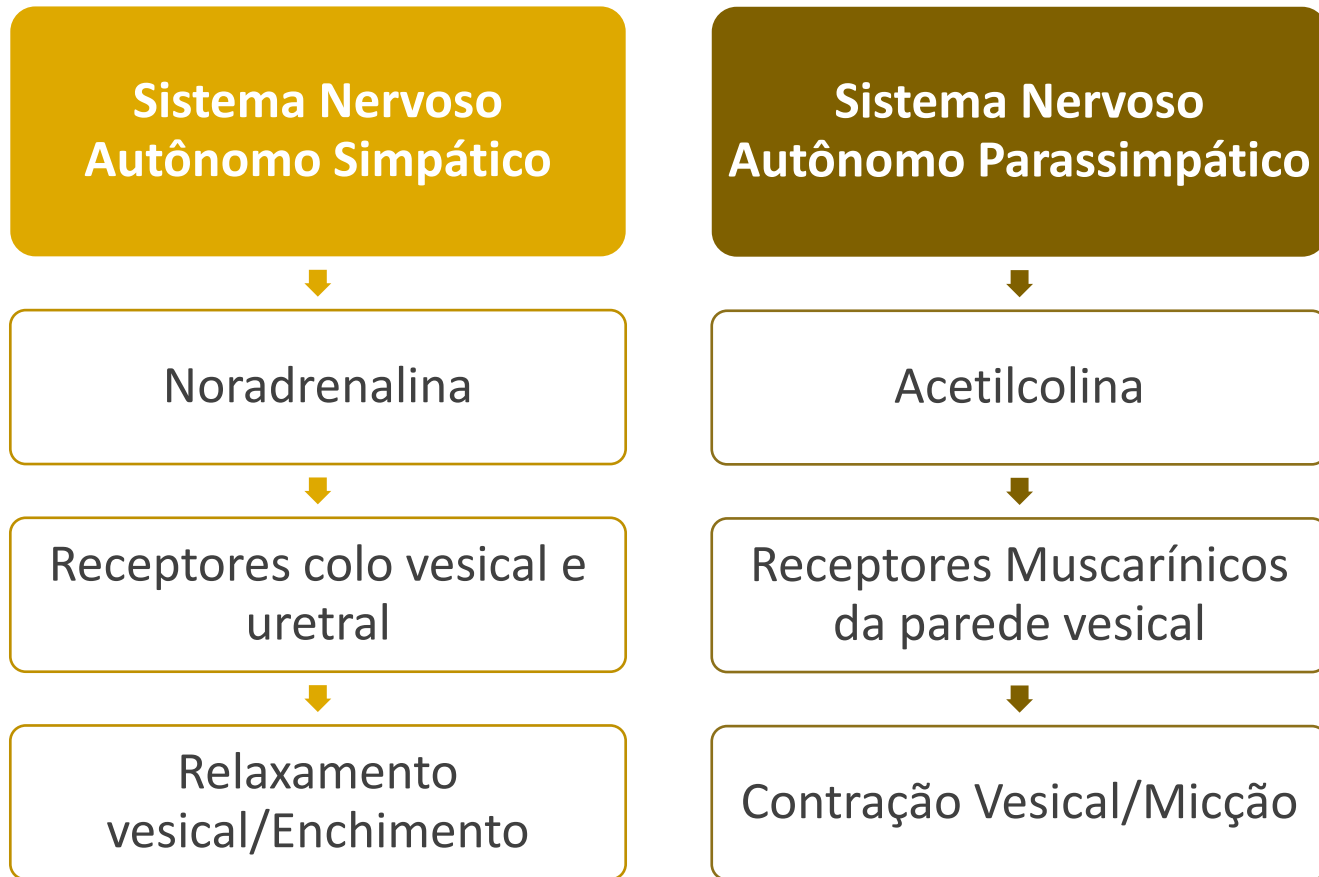 Sistema Nervoso
Autônomo Simpático
Noradrenalina
Receptores colo vesical e
uretral
Relaxamento
vesical/Enchimento
Sistema Nervoso
Autônomo Parassimpático
Acetilcolina
Receptores Muscarínicos
da parede vesical
Contração Vesical/Micção